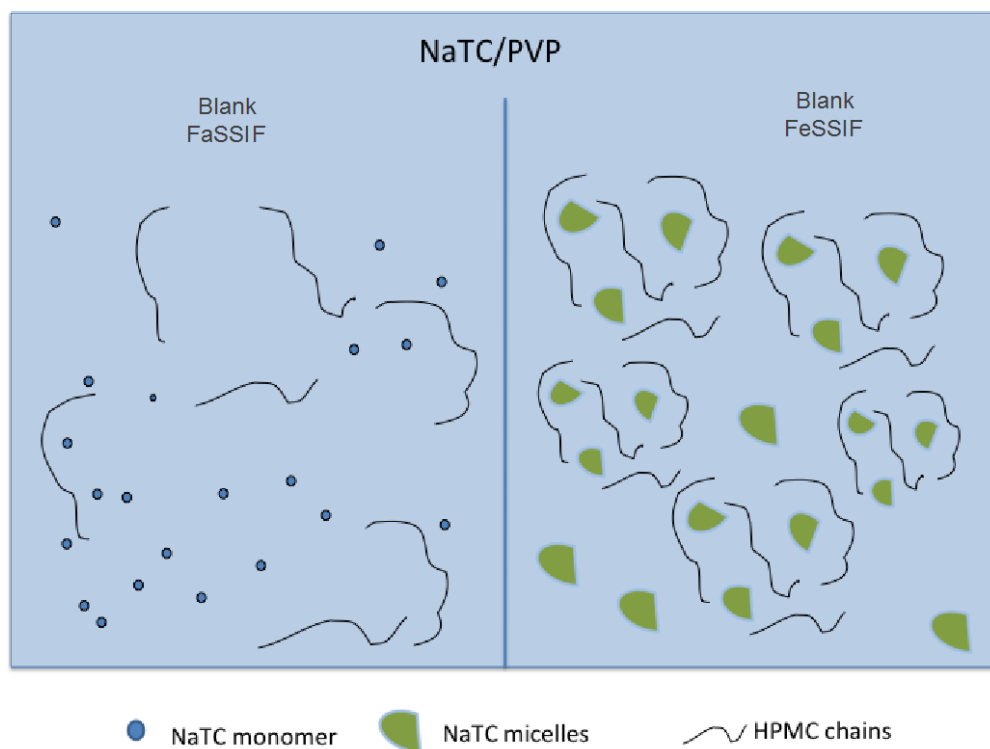 NaTC/PVP
Blank
FaSSIF
Blank
FeSSIF
NaTC monomer
NaTC micelles
HPMC chains